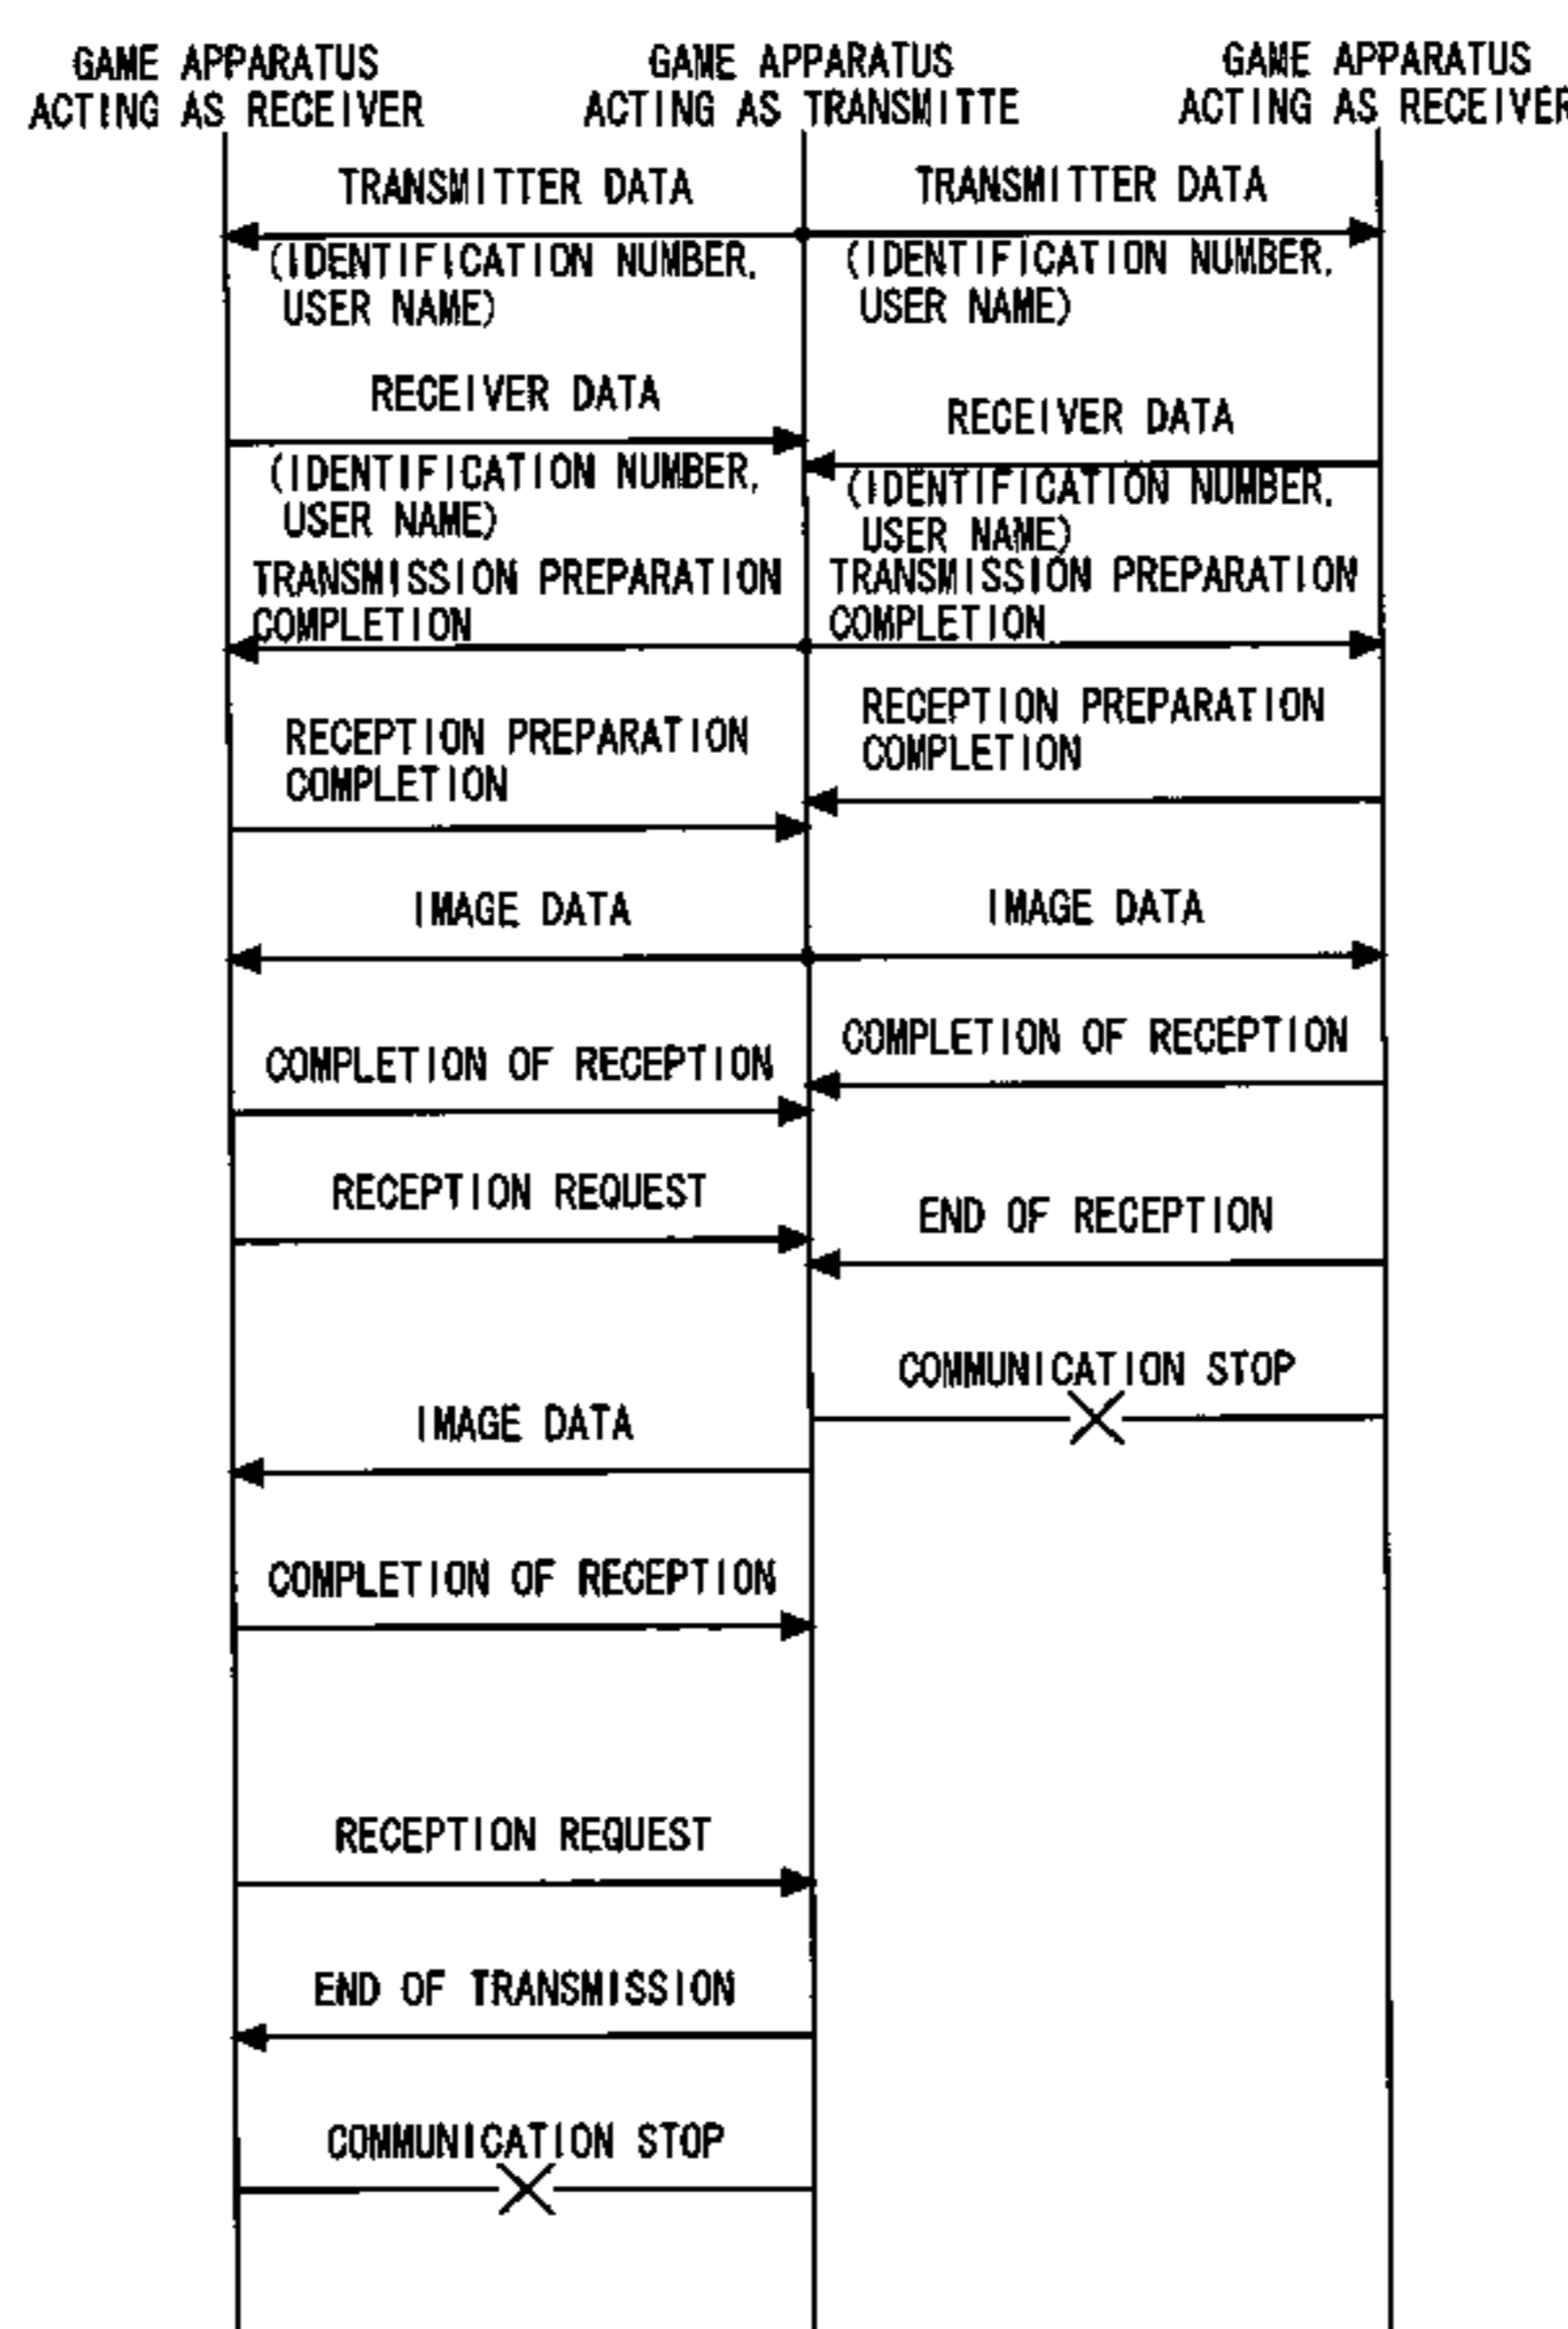 GAME APPARATUS
ACTING AS RECEIVER
GAME APPARATUS
ACTING AS TRANSMITTE
GAME APPARATUS
ACTING AS RECEIVER
TRANSMITTER DATA
TRANSMITTER DATA
(IDENTIFICATION NUMBER,
USER NAME)
(IDENTIFICATION NUMBER,
USER NAME)
RECEIVER DATA
RECEIVER DATA
(IDENTIFICATION NUMBER,
USER NAME)
(IDENTIFICATION NUMBER,
USER NAME)
TRANSMISSION PREPARATION
COMPLETION
TRANSMISSION PREPARATION
COMPLETION
RECEPTION PREPARATION
COMPLETION
RECEPTION PREPARATION
COMPLETION
IMAGE DATA
IMAGE DATA
COMPLETION OF RECEPTION
COMPLETION OF RECEPTION
RECEPTION REQUEST
END OF RECEPTION
COMMUNICATION STOP
IMAGE DATA
COMPLETION OF RECEPTION
RECEPTION REQUEST
END OF TRANSMISSION
COMMUNICATION STOP